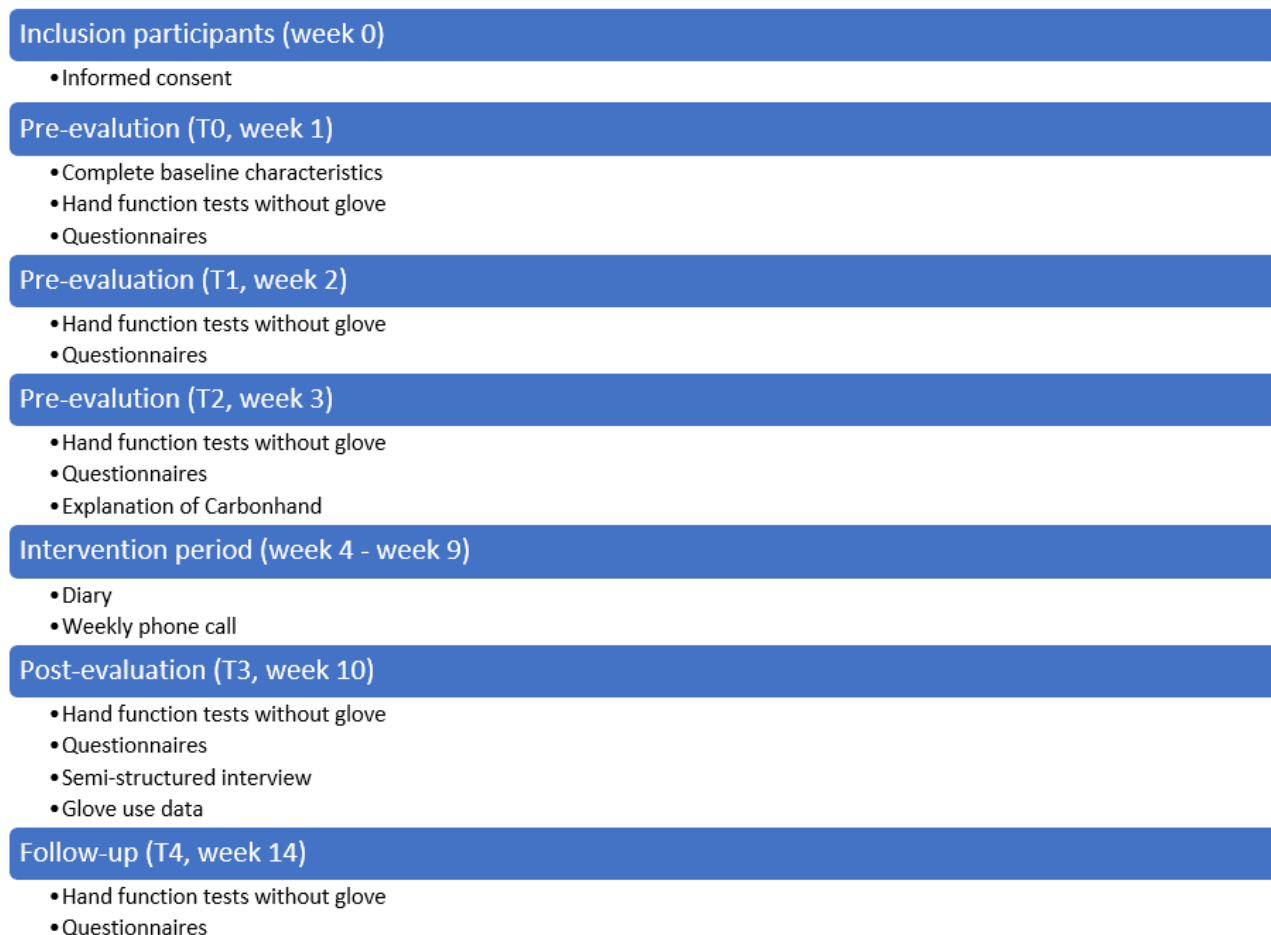 Inclusion participants (week 0)
•Informed consent
Pre-evalution (T0, week 1)
•Complete baseline characteristics
•Hand function tests without glove
•Questionnaires
Pre-evaluation (T1, week 2)
•Hand function tests without glove
•Questionnaires
Pre-evalution (T2, week 3)
•Hand function tests without glove
•Questionnaires
•Explanation of Carbonhand
Intervention period (week 4 - week 9)
•Diary
•Weekly phone call
Post-evaluation (T3, week 10)
•Hand function tests without glove
•Questionnaires
•Semi-structured interview
•Glove use data
Follow-up (T4, week 14)
•Hand function tests without glove
•Questionnaires